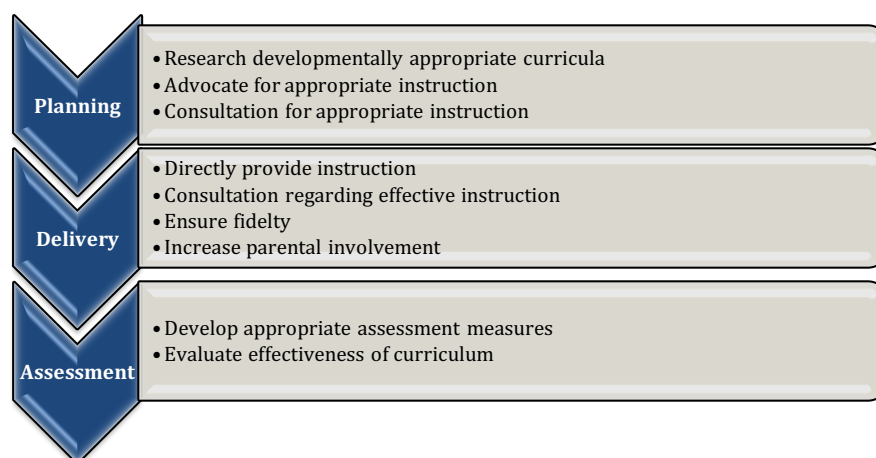 Planning
• Research developmentally appropriate curricula
• Advocate for appropriate instruction
• Consultation for appropriate instruction
Delivery
• Directly provide instruction
• Consultation regarding effective instruction
• Ensure fidelty
• Increase parental involvement
Assessment
• Develop appropriate assessment measures
• Evaluate effectiveness of curriculum